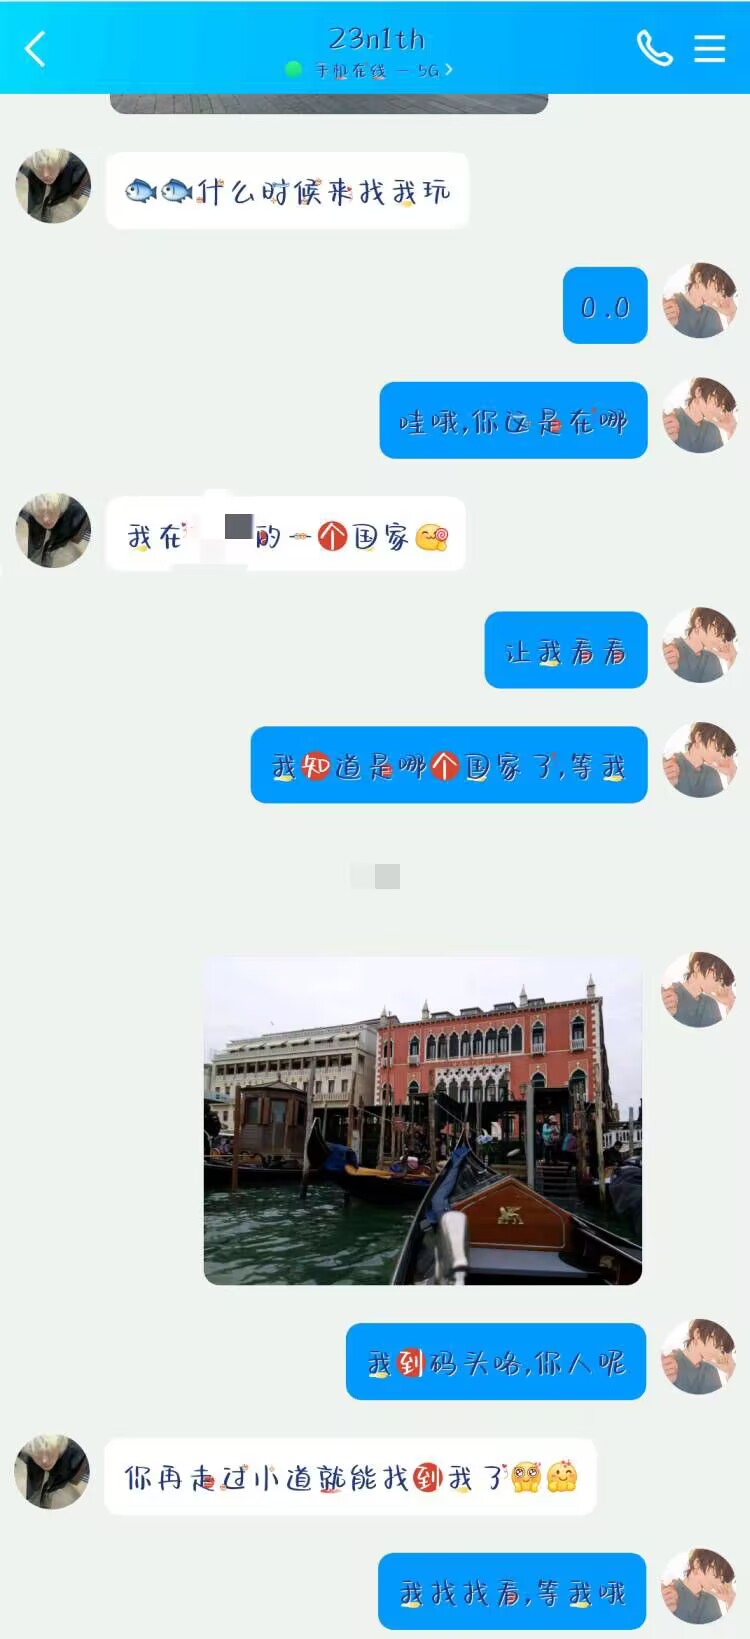 23n1th
手机在线 - 5G
🐟🐟什么时候来找我玩
0.0
哇哦,你这是在哪
我在的一个国家
让我看看
我知道是哪个国家了,等我
我到码头咯,你人呢
你再走过小道就能找到我了
我找找看,等我哦